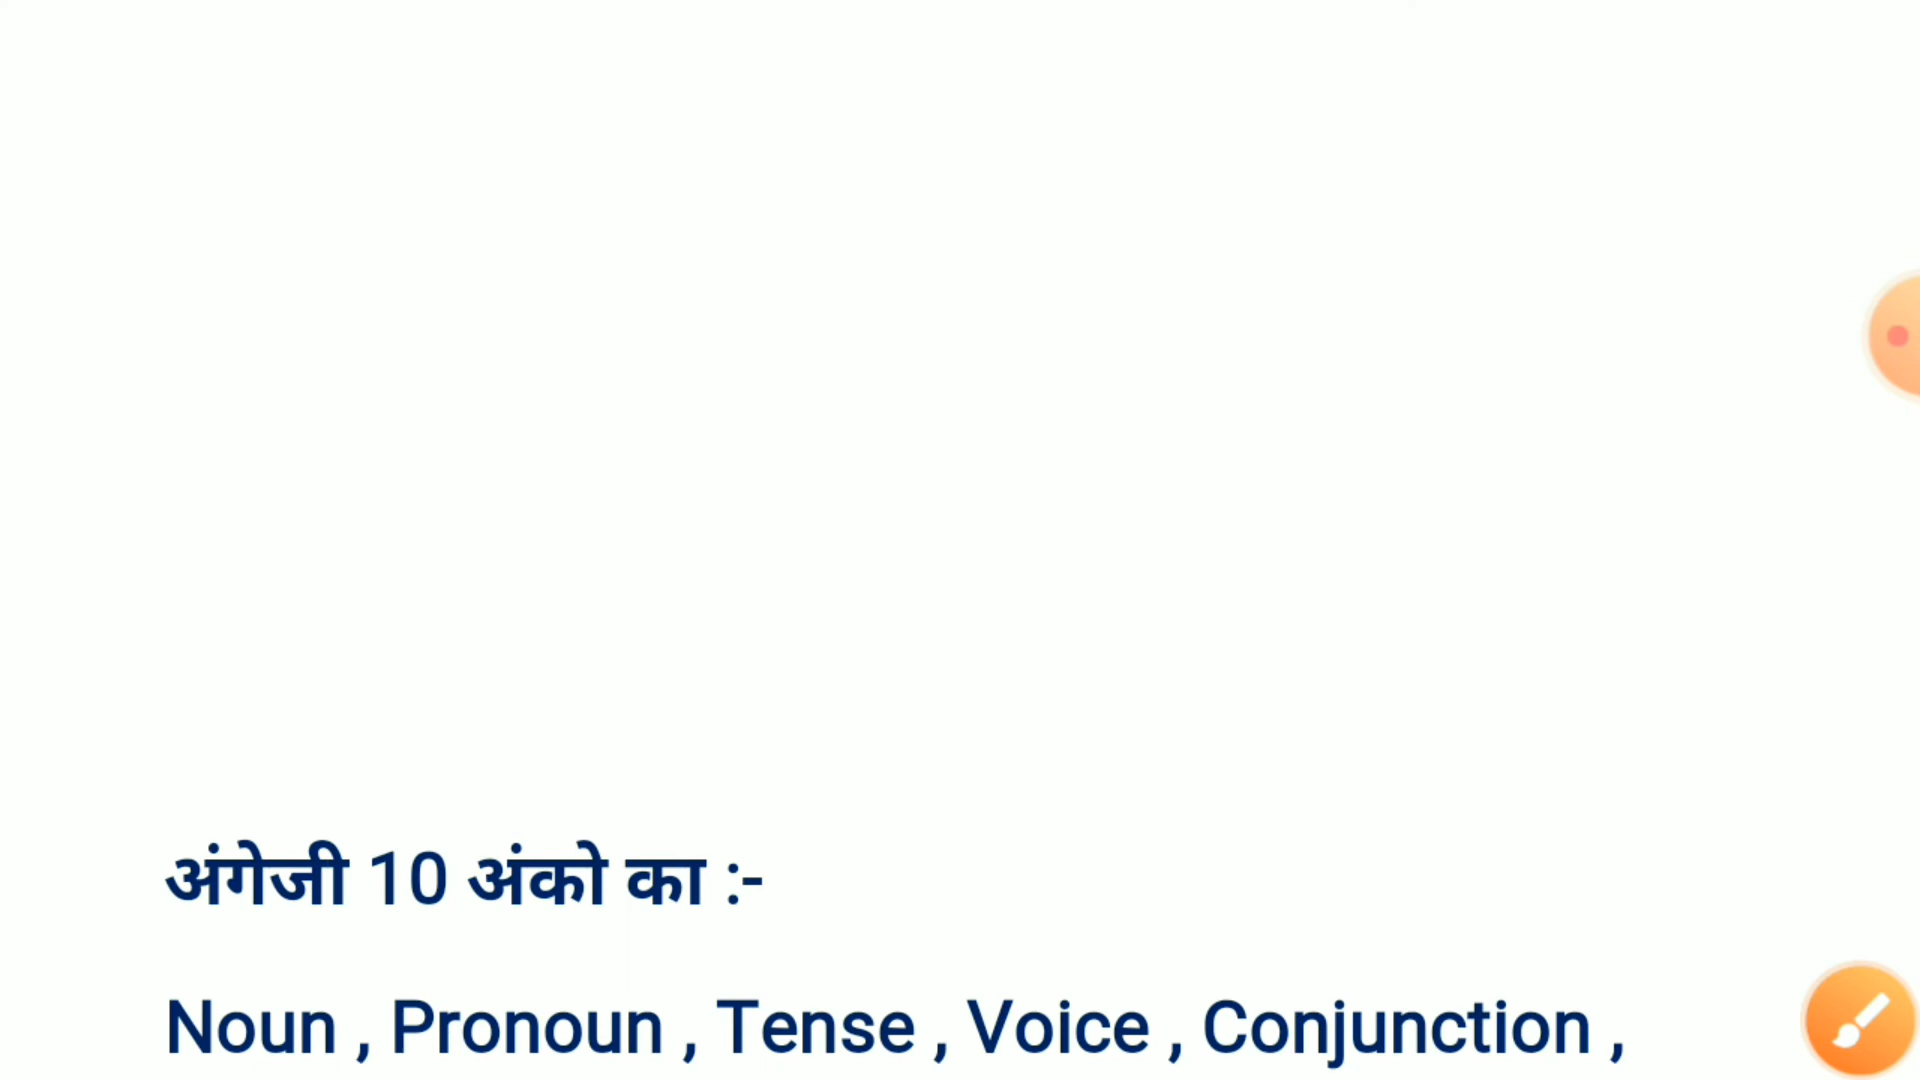 अंगेजी 10 अंको का :-
Noun , Pronoun , Tense , Voice , Conjunction ,